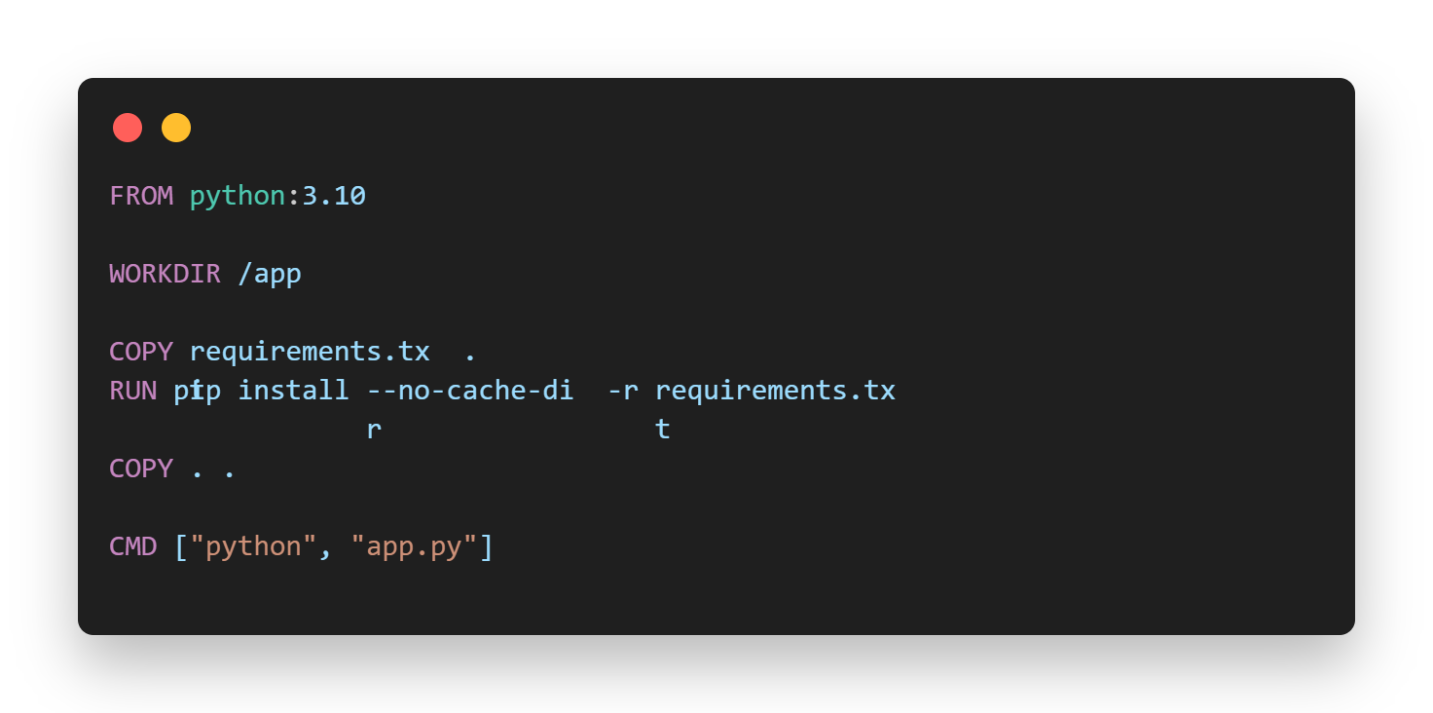 FROM python:3.10
WORKDIR /app
COPY requirements.tx .
RUN pip install --no-cache-di -r requirements.tx
r t
COPY . .
CMD ["python", "app.py"]